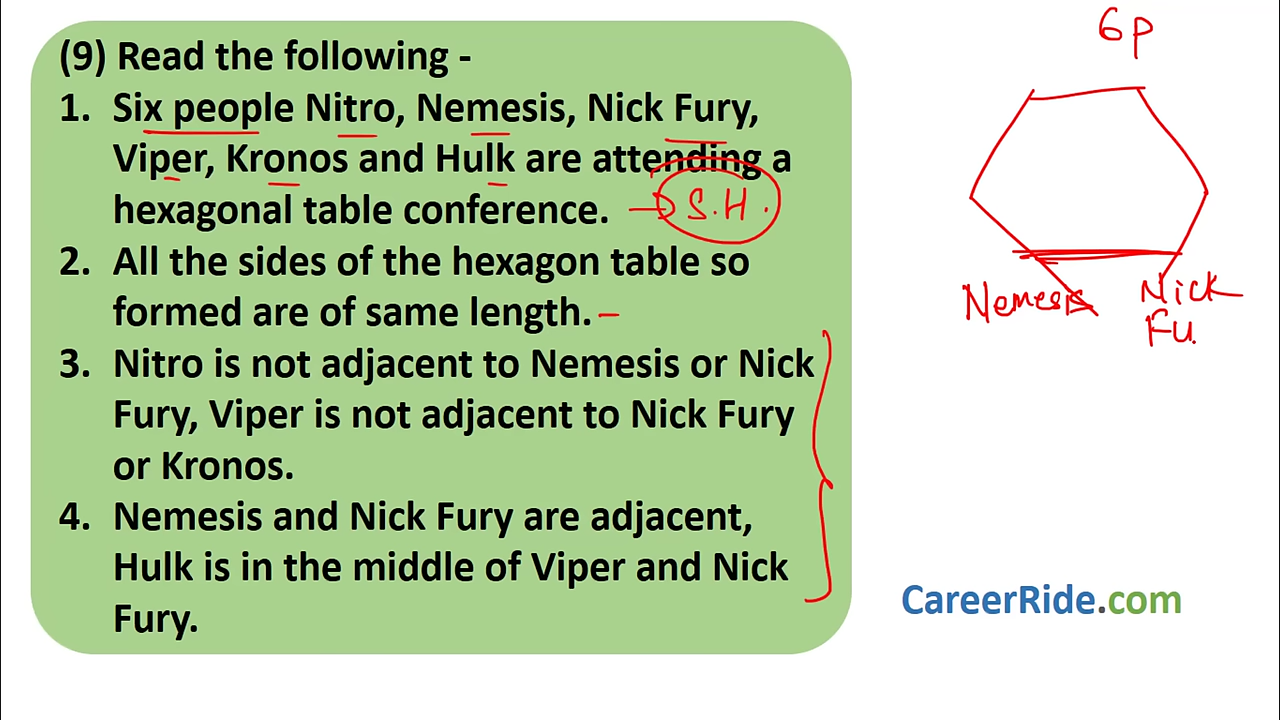 (9) Read the following -
1. Six people Nitro, Nemesis, Nick Fury,
Viper, Kronos and Hulk are attending a
hexagonal table conference.
2. All the sides of the hexagon table so
formed are of same length.
3. Nitro is not adjacent to Nemesis or Nick
Fury, Viper is not adjacent to Nick Fury
or Kronos.
4. Nemesis and Nick Fury are adjacent,
Hulk is in the middle of Viper and Nick
Fury.
S.H.
6P
Nemesis
Nick
Fu.
CareerRide.com